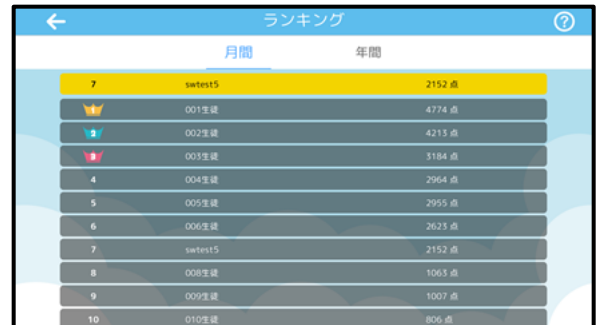 ランキング
月間 年間
7 swtest5 2152 点
1 001生徒 4774 点
2 002生徒 4213 点
3 003生徒 3184 点
4 004生徒 2964 点
5 005生徒 2955 点
6 006生徒 2623 点
7 swtest5 2152 点
8 008生徒 1063 点
9 009生徒 1007 点
10 010生徒 806 点